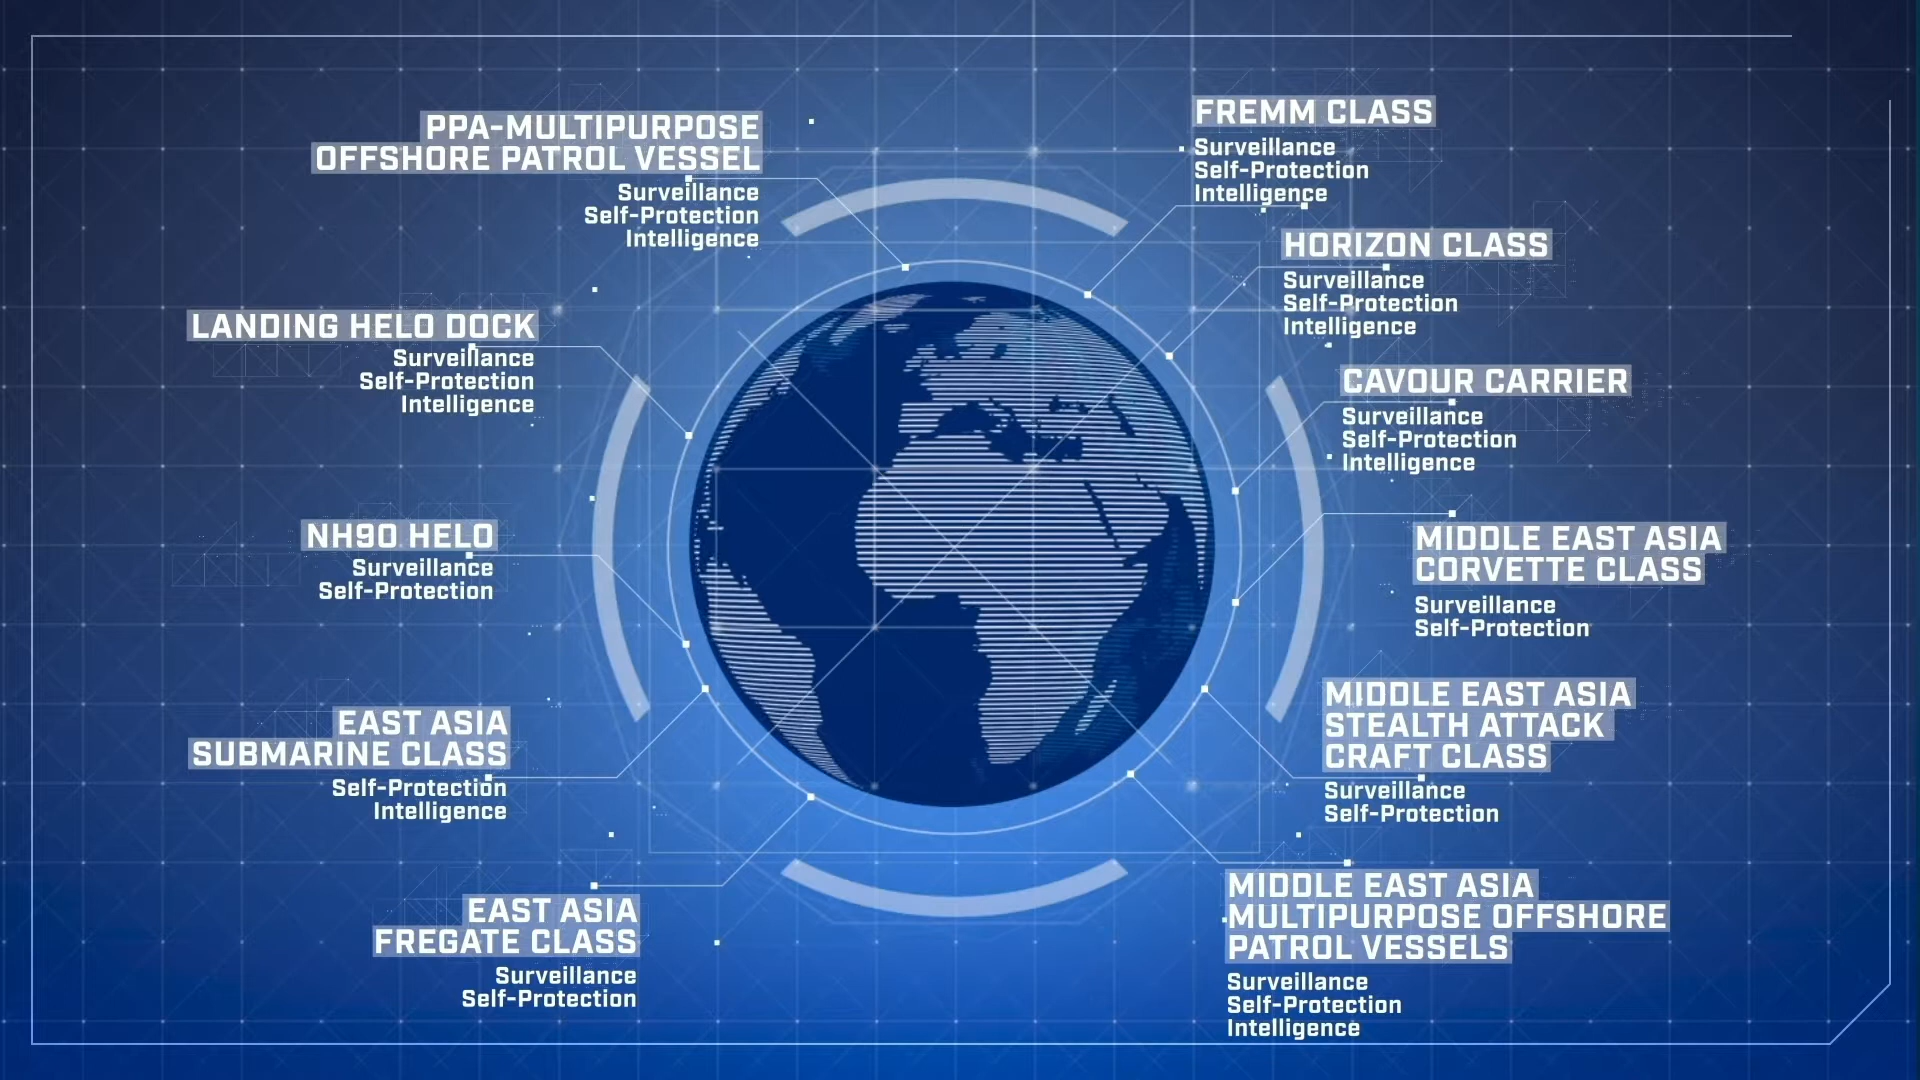 PPA-MULTIPURPOSE
OFFSHORE PATROL VESSEL
Surveillance
Self-Protection
Intelligence
LANDING HELO DOCK
Surveillance
Self-Protection
Intelligence
NH90 HELO
Surveillance
Self-Protection
EAST ASIA
SUBMARINE CLASS
Self-Protection
Intelligence
EAST ASIA
FREGATE CLASS
Surveillance
Self-Protection
FREMM CLASS
Surveillance
Self-Protection
Intelligence
HORIZON CLASS
Surveillance
Self-Protection
Intelligence
CAVOUR CARRIER
Surveillance
Self-Protection
Intelligence
MIDDLE EAST ASIA
CORVETTE CLASS
Surveillance
Self-Protection
MIDDLE EAST ASIA
STEALTH ATTACK
CRAFT CLASS
Surveillance
Self-Protection
MIDDLE EAST ASIA
MULTIPURPOSE OFFSHORE
PATROL VESSELS
Surveillance
Self-Protection
Intelligence